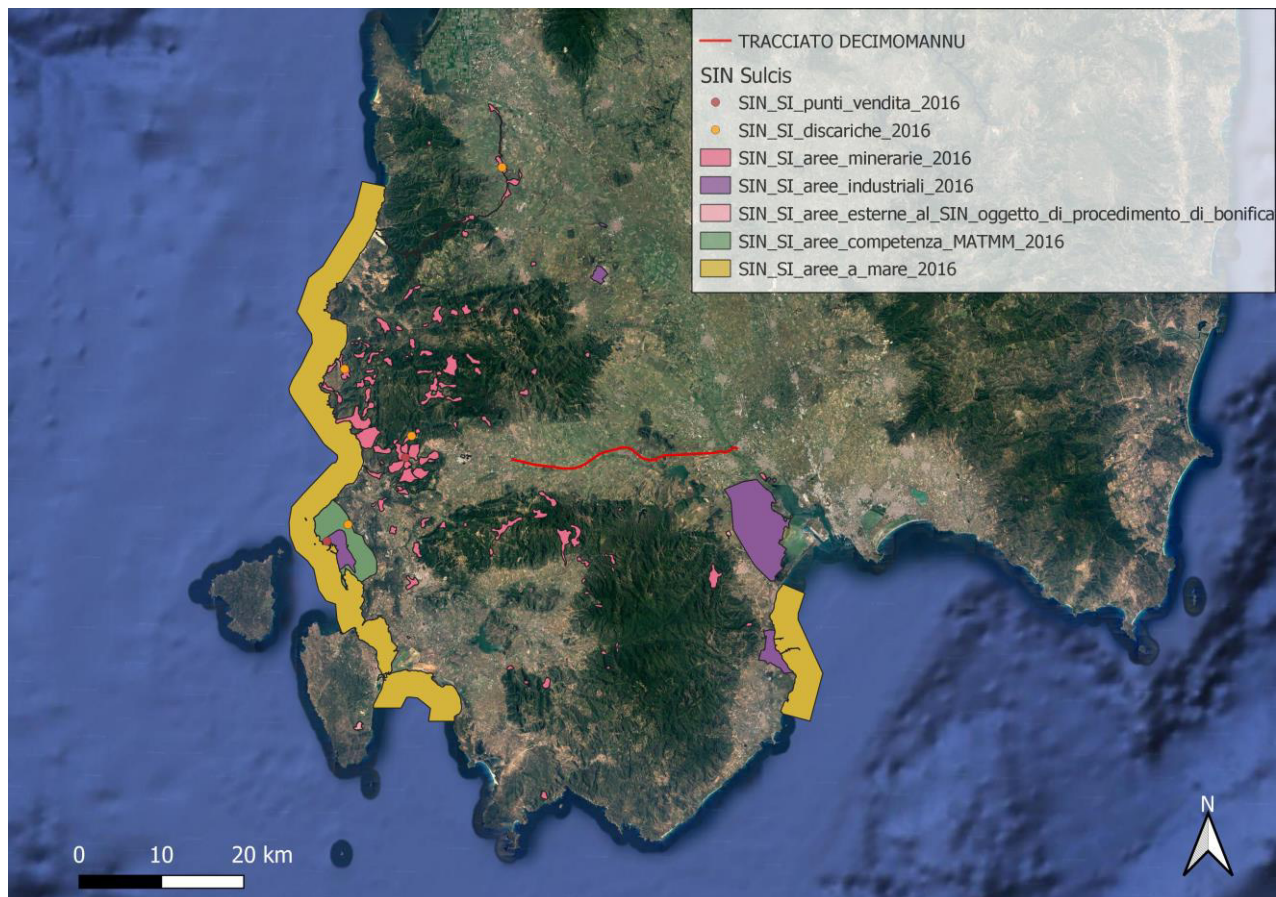 TRACCIATO DECIMOMANNU
SIN Sulcis
SIN_SI_punti_vendita_2016
SIN_SI_discariche_2016
SIN_SI_aree_minerarie_2016
SIN_SI_aree_industriali_2016
SIN_SI_aree_esterne_al_SIN_oggetto_di_procedimento_di_bonifica
SIN_SI_aree_competenza_MATMM_2016
SIN_SI_aree_a_mare_2016
N
0 10 20 km